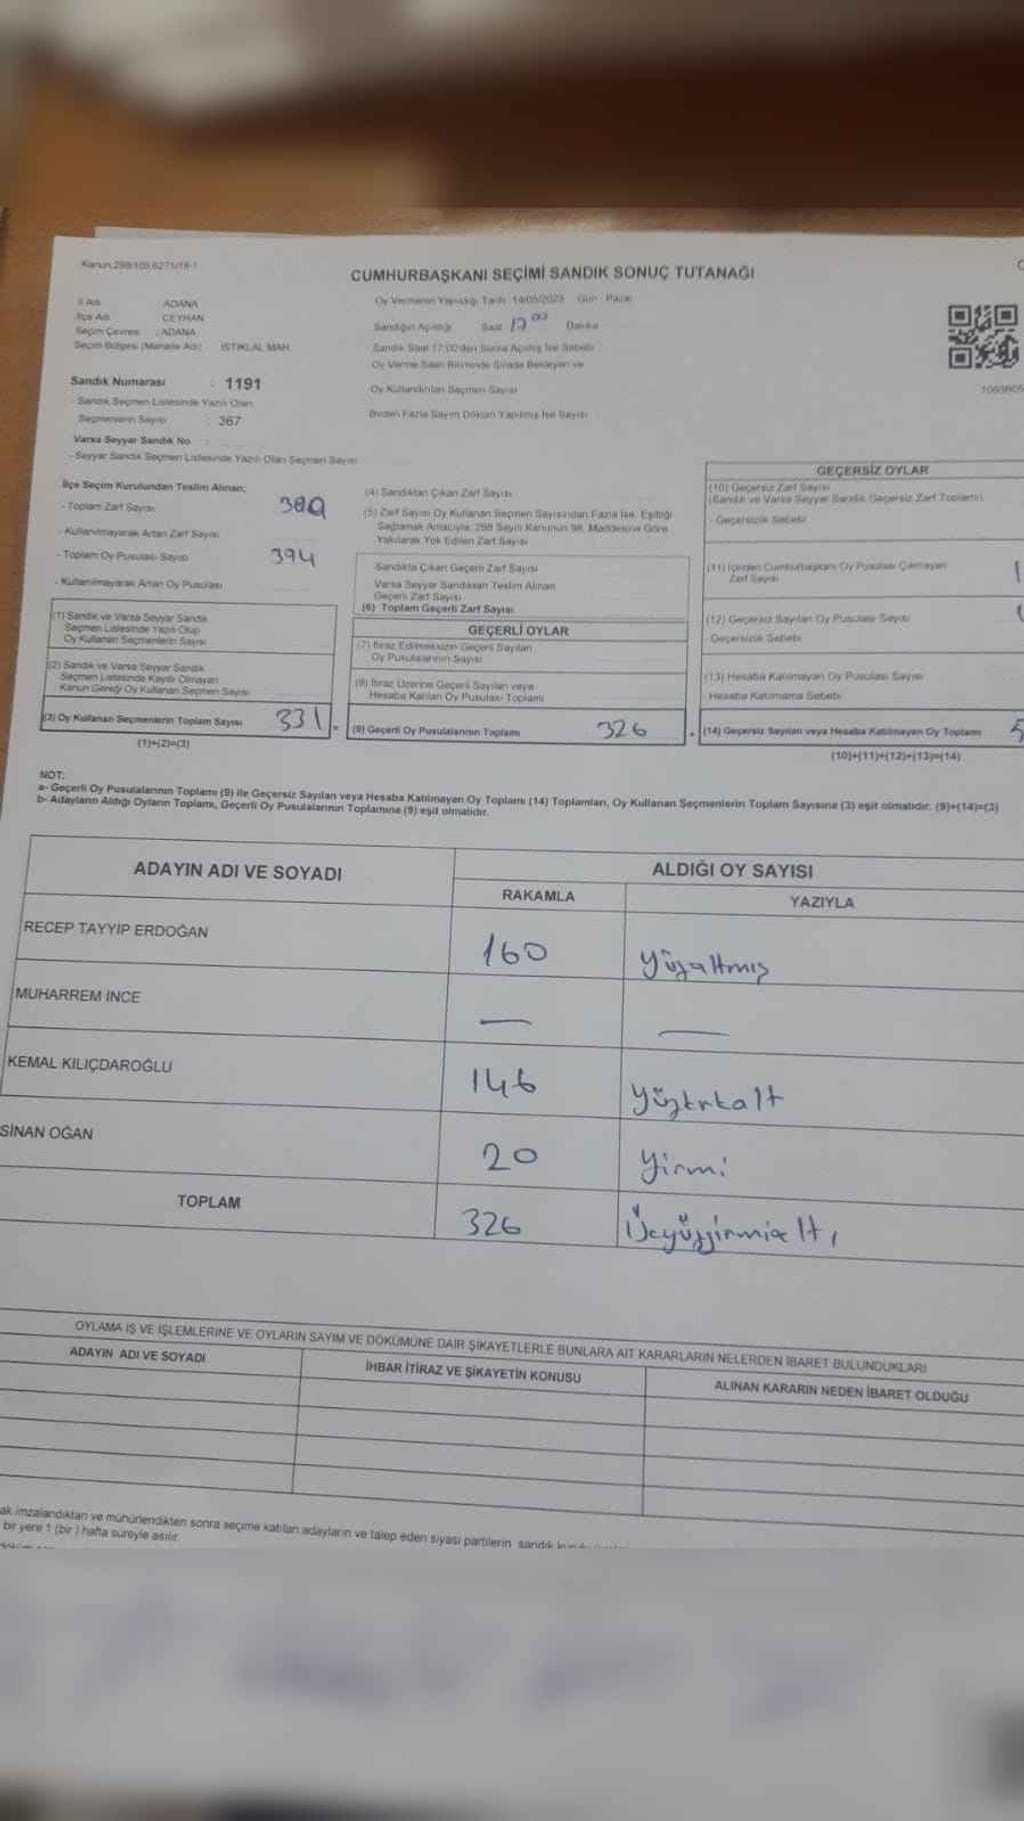 Kanun:298/105,6271/19-1
CUMHURBAŞKANI SEÇİMİ SANDIK SONUÇ TUTANAĞI
İl Adı : ADANA
İlçe Adı : CEYHAN
Seçim Çevresi : ADANA
Seçim Bölgesi (Mahalle Adı) İSTİKLAL MAH.
Oy Vermenin Yapıldığı Tarih 14/05/2023 Gün : Pazar
Sandığın Açıldığı Saat 17 00 Dakika
Sandık Saat 17:00'den Sonra Açılmış İse Sebebi
Oy Verme Saati Bitiminde Sırada Bekleyen ve
Oy Kullandırılan Seçmen Sayısı
Birden Fazla Sayım Döküm Yapılmış İse Sayısı
Sandık Numarası : 1191
- Sandık Seçmen Listesinde Yazılı Olan
Seçmenlerin Sayısı : 367
Varsa Seyyar Sandık No
- Seyyar Sandık Seçmen Listesinde Yazılı Olan Seçmen Sayısı
İlçe Seçim Kurulundan Teslim Alınan;
- Toplam Zarf Sayısı 380
- Kullanılmayarak Artan Zarf Sayısı
- Toplam Oy Pusulası Sayısı 394
- Kullanılmayarak Artan Oy Pusulası
(1) Sandık ve Varsa Seyyar Sandık
Seçmen Listesinde Yazılı Olup
Oy Kullanan Seçmenlerin Sayısı
(2) Sandık ve Varsa Seyyar Sandık
Seçmen Listesinde Kayıtlı Olmayan
Kanun Gereği Oy Kullanan Seçmen Sayısı
(3) Oy Kullanan Seçmenlerin Toplam Sayısı 331 =
(1)+(2)=(3)
(4) Sandıktan Çıkan Zarf Sayısı
(5) Zarf Sayısı Oy Kullanan Seçmen Sayısından Fazla İse, Eşitliği
Sağlamak Amacıyla, 298 Sayılı Kanunun 98. Maddesine Göre
Yakılarak Yok Edilen Zarf Sayısı
Sandıkta Çıkan Geçerli Zarf Sayısı
Varsa Seyyar Sandıktan Teslim Alınan
Geçerli Zarf Sayısı
(6) Toplam Geçerli Zarf Sayısı
GEÇERLİ OYLAR
(7) İtiraz Edilmeksizin Geçerli Sayılan
Oy Pusulalarının Sayısı
(8) İtiraz Üzerine Geçerli Sayılan veya
Hesaba Katılan Oy Pusulası Toplamı
(9) Geçerli Oy Pusulalarının Toplamı 326
GEÇERSİZ OYLAR
(10) Geçersiz Zarf Sayısı
(Sandık ve Varsa Seyyar Sandık Geçersiz Zarf Toplamı)
Geçersizlik Sebebi
(11) İçinden Cumhurbaşkanı Oy Pusulası Çıkmayan
Zarf Sayısı
(12) Geçersiz Sayılan Oy Pusulası Sayısı
Geçersizlik Sebebi
(13) Hesaba Katılmayan Oy Pusulası Sayısı
Hesaba Katılmama Sebebi
(14) Geçersiz Sayılan veya Hesaba Katılmayan Oy Toplamı 5
(10)+(11)+(12)+(13)=(14)
NOT:
a- Geçerli Oy Pusulalarının Toplamı (9) ile Geçersiz Sayılan veya Hesaba Katılmayan Oy Toplamı (14) Toplamları, Oy Kullanan Seçmenlerin Toplam Sayısına (3) eşit olmalıdır. (9)+(14)=(3)
b- Adayların Aldığı Oyların Toplamı, Geçerli Oy Pusulalarının Toplamına (9) eşit olmalıdır.
ADAYIN ADI VE SOYADI ALDIĞI OY SAYISI
RAKAMLA YAZIYLA
RECEP TAYYİP ERDOĞAN 160 Yüzaltmış
MUHARREM İNCE — —
KEMAL KILIÇDAROĞLU 146 Yüzkrkaltı
SİNAN OĞAN 20 Yirmi
TOPLAM 326 Üçyüzyirmialtı
OYLAMA İŞ VE İŞLEMLERİNE VE OYLARIN SAYIM VE DÖKÜMÜNE DAİR ŞİKAYETLERLE BUNLARA AİT KARARLARIN NELERDEN İBARET BULUNDUKLARI
ADAYIN ADI VE SOYADI İHBAR İTİRAZ VE ŞİKAYETİN KONUSU ALINAN KARARIN NEDEN İBARET OLDUĞU
ak imzalandıktan ve mühürlendikten sonra seçime katılan adayların ve talep eden siyasi partilerin sandık
bir yere 1 (bir) hafta süreyle asılır.